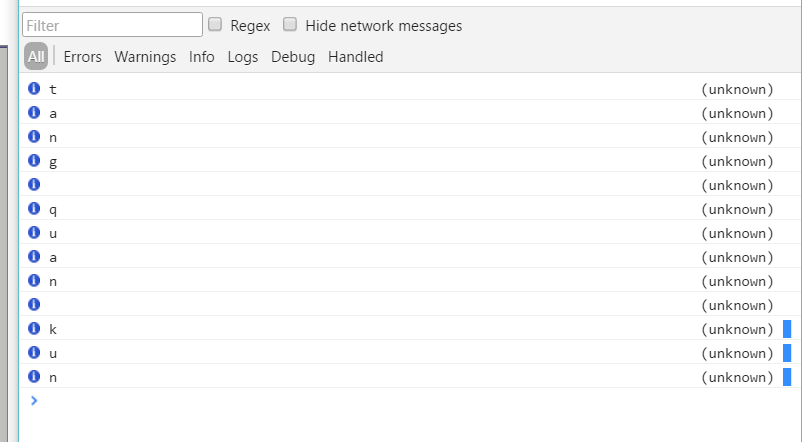 Filter Regex Hide network messages
All Errors Warnings Info Logs Debug Handled
t (unknown)
a (unknown)
n (unknown)
g (unknown)
(unknown)
q (unknown)
u (unknown)
a (unknown)
n (unknown)
(unknown)
k (unknown)
u (unknown)
n (unknown)